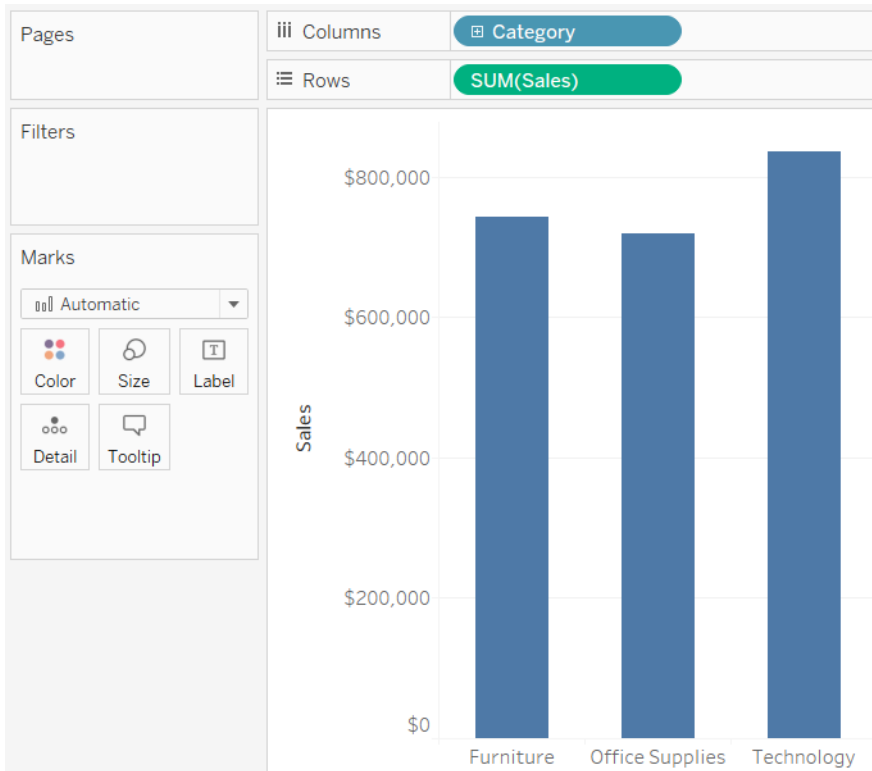 Pages
iii Columns
Category
Rows
SUM(Sales)
Filters
Marks
Automatic
Color
Size
T
Label
Detail
Tooltip
Sales
$800,000
$600,000
$400,000
$200,000
$0
Furniture
Office Supplies
Technology